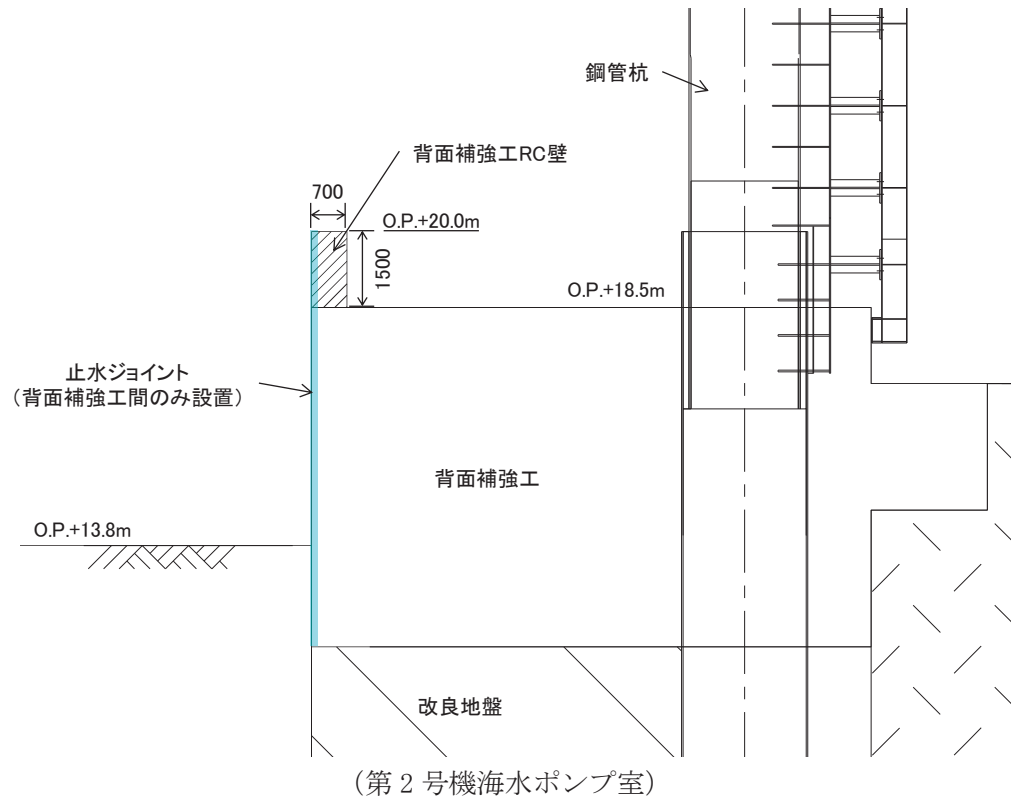 鋼管杭
背面補強工RC壁
700
O.P.+20.0m
1500
O.P.+18.5m
止水ジョイント
（背面補強工間のみ設置）
背面補強工
O.P.+13.8m
改良地盤
（第２号機海水ポンプ室）